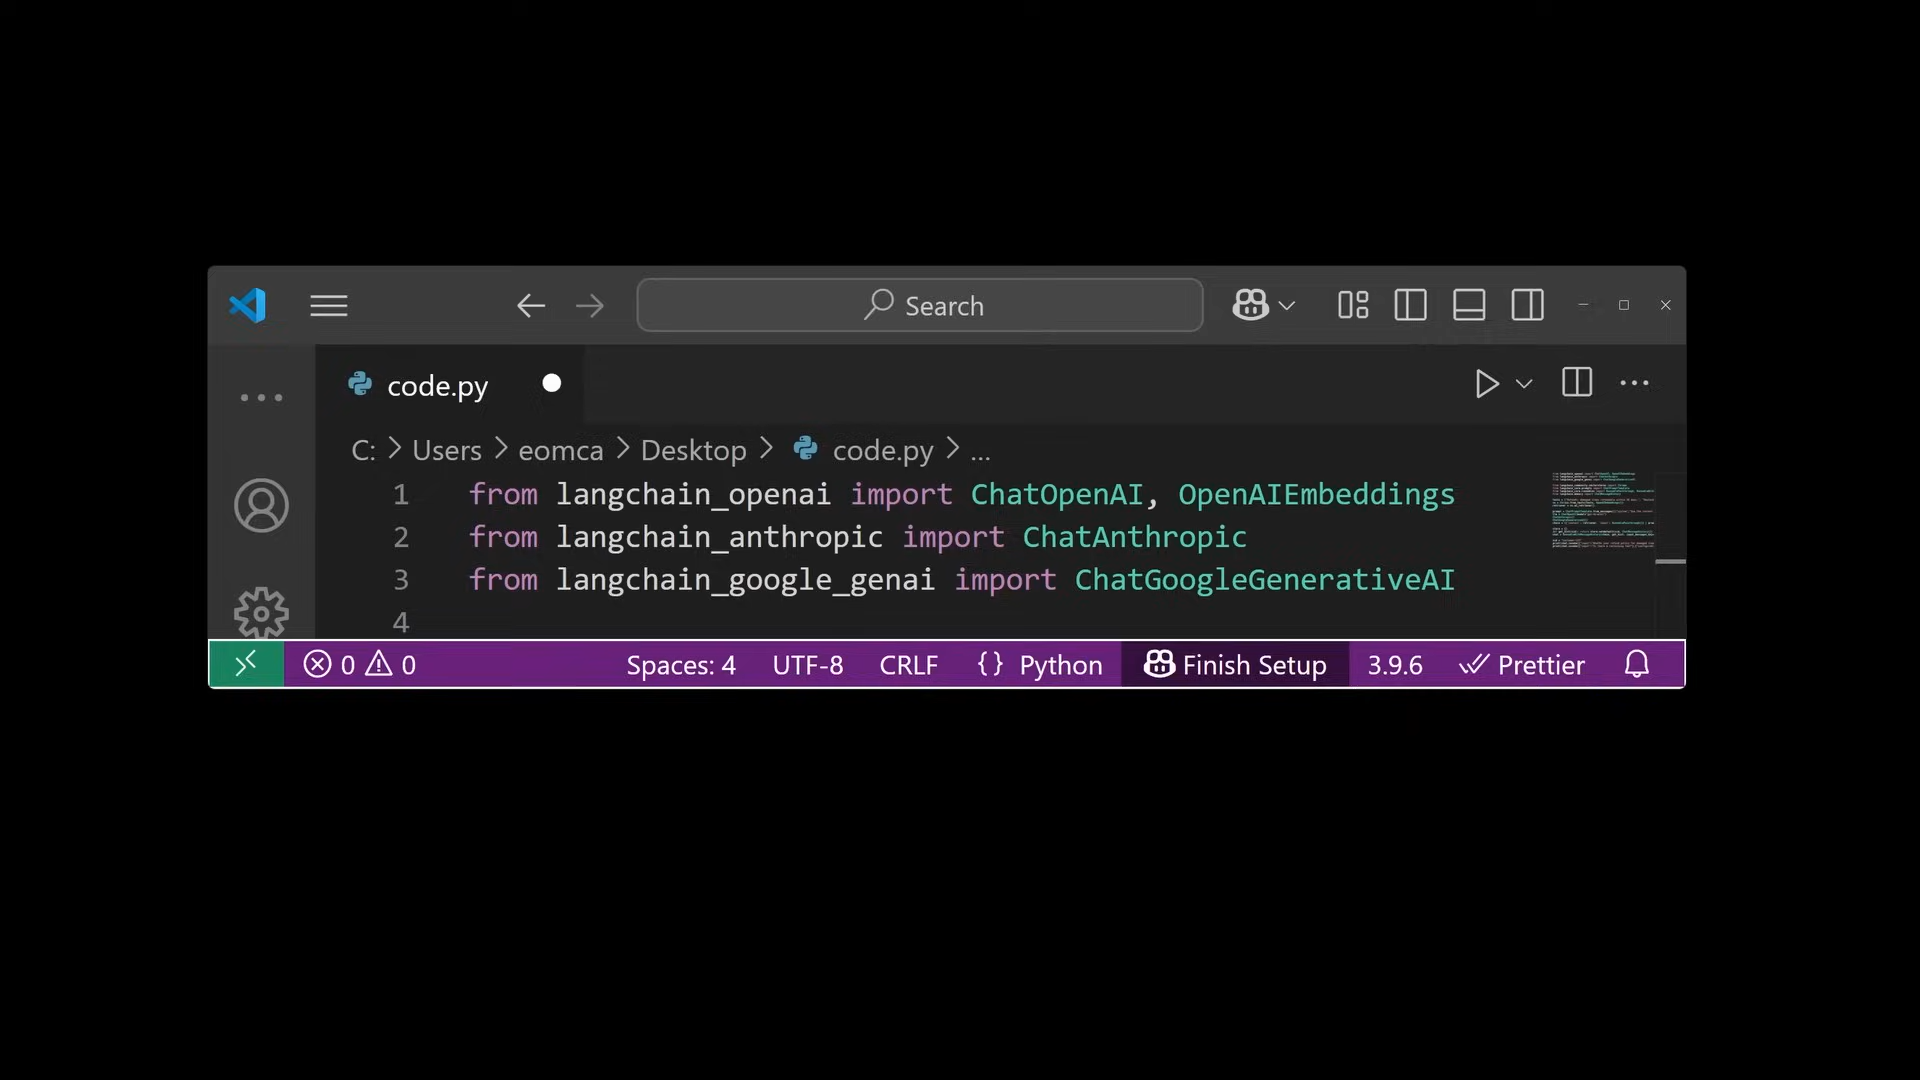 Search
code.py
C: > Users > eomca > Desktop > code.py > ...
1 from langchain_openai import ChatOpenAI, OpenAIEmbeddings
2 from langchain_anthropic import ChatAnthropic
3 from langchain_google_genai import ChatGoogleGenerativeAI
4
0 0 Spaces: 4 UTF-8 CRLF {} Python Finish Setup 3.9.6 Prettier